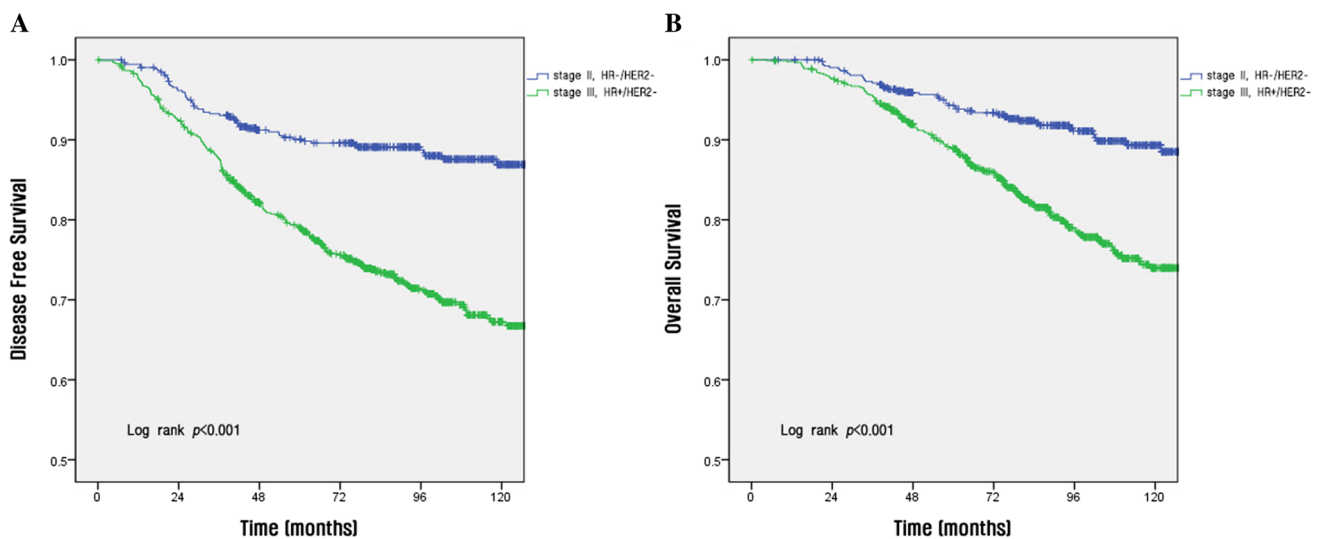 A
Disease Free Survival
1.0
0.9
0.8
0.7
0.6
0.5
Log rank p<0.001
0 24 48 72 96 120
Time (months)
stage II, HR-/HER2-
stage III, HR+/HER2-
B
Overall Survival
1.0
0.9
0.8
0.7
0.6
0.5
Log rank p<0.001
0 24 48 72 96 120
Time (months)
stage II, HR-/HER2-
stage III, HR+/HER2-